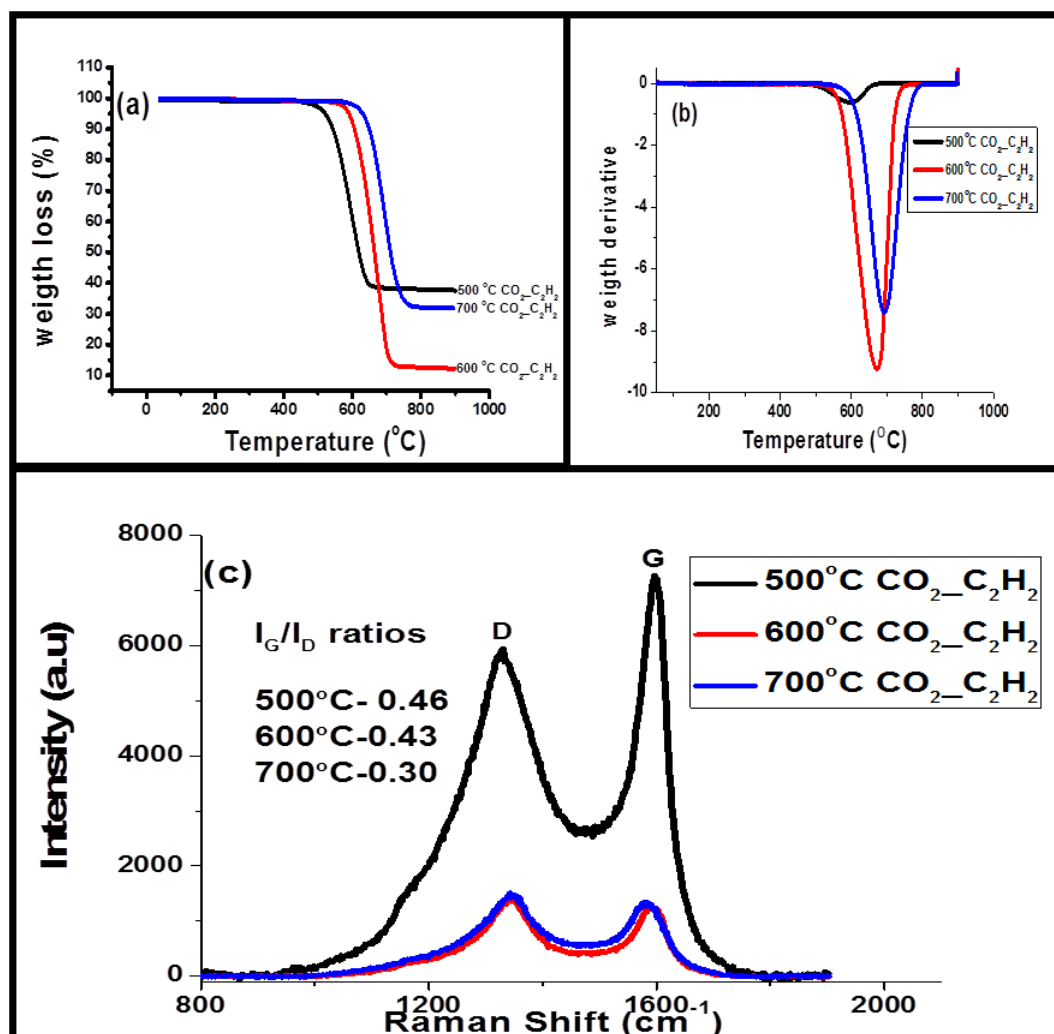 110
100
90
80
70
60
50
40
30
20
10
weigth loss (%)
(a)
500 °C CO₂_C₂H₂
700 °C CO₂_C₂H₂
600 °C CO₂_C₂H₂
0 200 400 600 800 1000
Temperature (°C)
0
-2
-4
-6
-8
-10
weigth derivative
(b)
500°C CO₂_C₂H₂
600°C CO₂_C₂H₂
700°C CO₂_C₂H₂
200 400 600 800 1000
Temperature (°C)
8000
6000
4000
2000
0
Intensity (a.u)
(c)
I_G/I_D ratios
500°C- 0.46
600°C-0.43
700°C-0.30
D
G
500°C CO₂_C₂H₂
600°C CO₂_C₂H₂
700°C CO₂_C₂H₂
800 1200 1600 2000
Raman Shift (cm⁻¹)